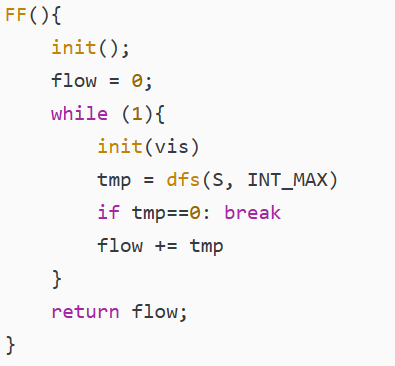 FF(){
    init();
    flow = 0;
    while (1){
        init(vis)
        tmp = dfs(S, INT_MAX)
        if tmp==0: break
        flow += tmp
    }
    return flow;
}